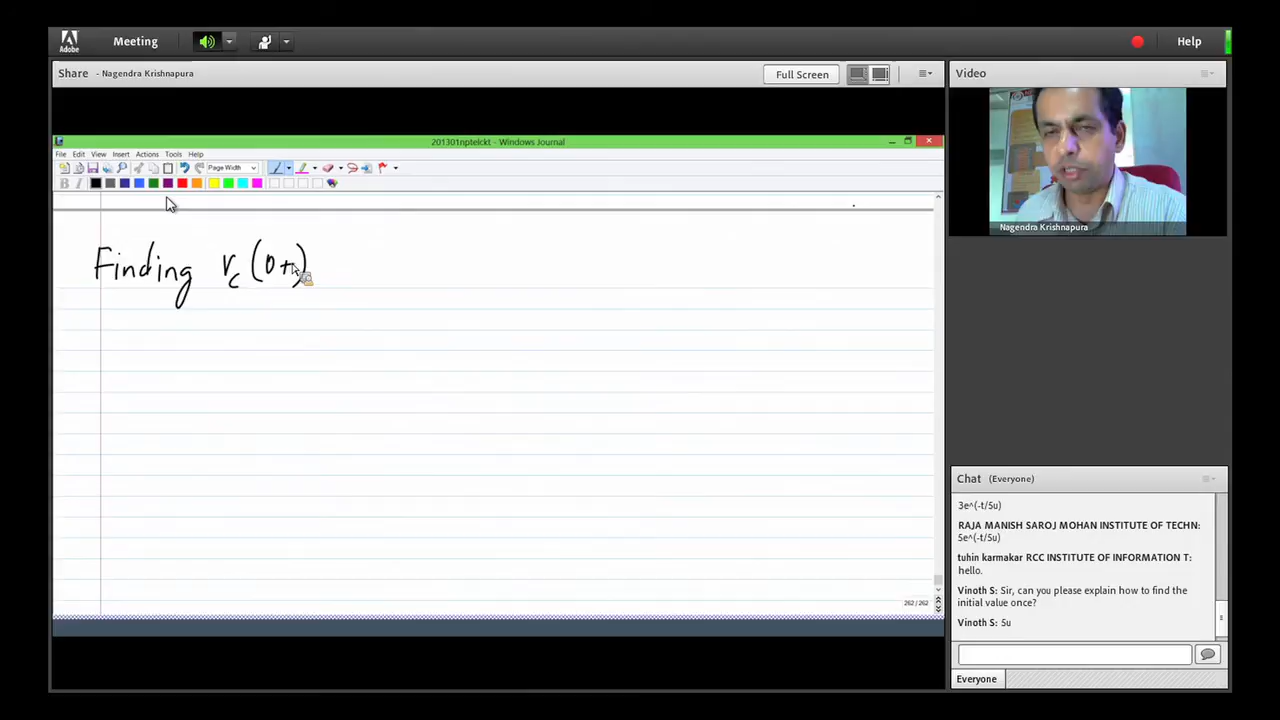 Adobe
Meeting
Help
Share - Nagendra Krishnapura
Full Screen
Video
201301nptelckt - Windows Journal
File Edit View Insert Actions Tools Help
Page Width
B I
Finding Vc(0+)
Nagendra Krishnapura
262 / 262
Chat (Everyone)
3e^(-t/5u)
RAJA MANISH SAROJ MOHAN INSTITUTE OF TECHN:
5e^(-t/5u)
tuhin karmakar RCC INSTITUTE OF INFORMATION T:
hello.
Vinoth S: Sir, can you please explain how to find the
initial value once?
Vinoth S: 5u
Everyone